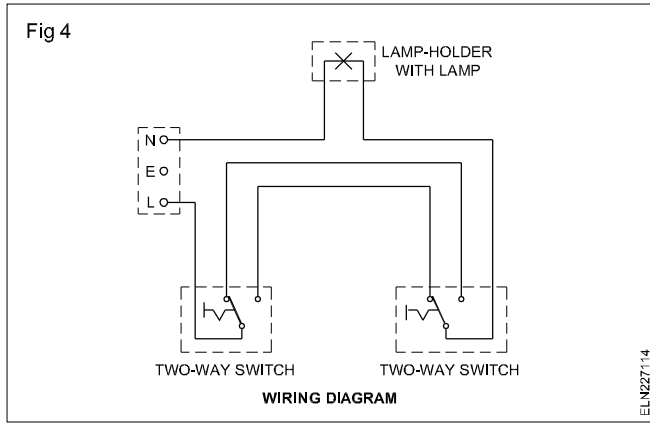 Fig 4
LAMP-HOLDER
WITH LAMP
N
E
L
TWO-WAY SWITCH
TWO-WAY SWITCH
WIRING DIAGRAM
ELN227114